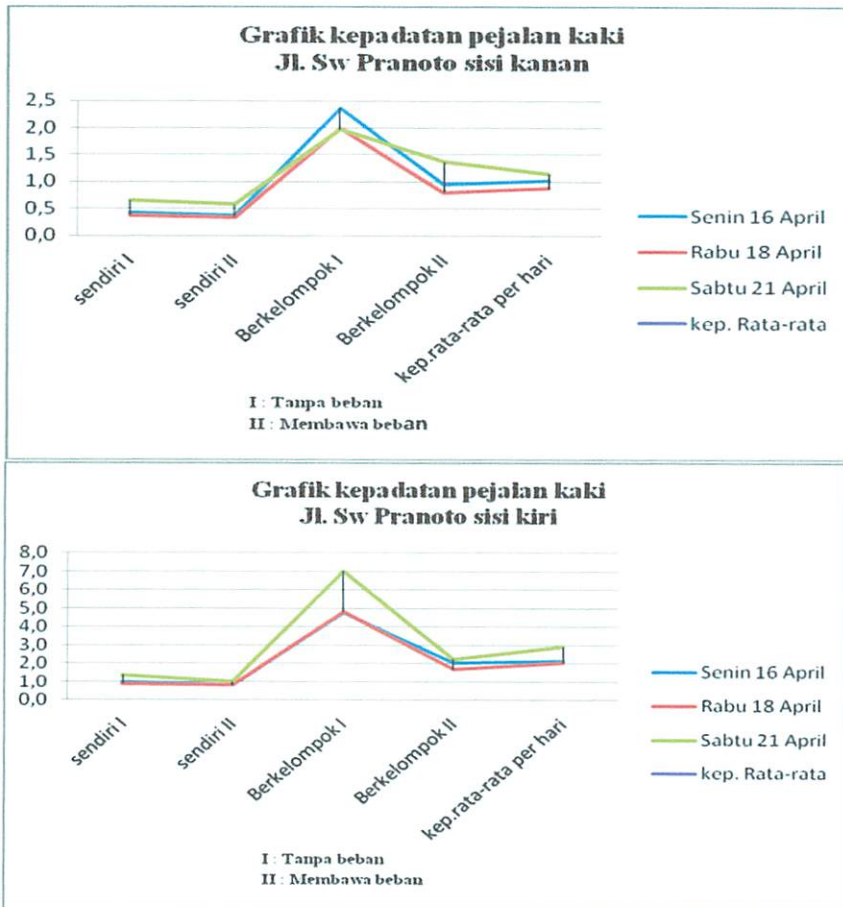 Grafik kepadatan pejalan kaki
Jl. Sw Pranoto sisi kanan
2,5
2,0
1,5
1,0
0,5
0,0
sendiri I
sendiri II
Berkelompok I
Berkelompok II
kep.rata-rata per hari
Senin 16 April
Rabu 18 April
Sabtu 21 April
kep. Rata-rata
I : Tanpa beban
II : Membawa beban
Grafik kepadatan pejalan kaki
Jl. Sw Pranoto sisi kiri
8,0
7,0
6,0
5,0
4,0
3,0
2,0
1,0
0,0
sendiri I
sendiri II
Berkelompok I
Berkelompok II
kep.rata-rata per hari
Senin 16 April
Rabu 18 April
Sabtu 21 April
kep. Rata-rata
I : Tanpa beban
II : Membawa beban